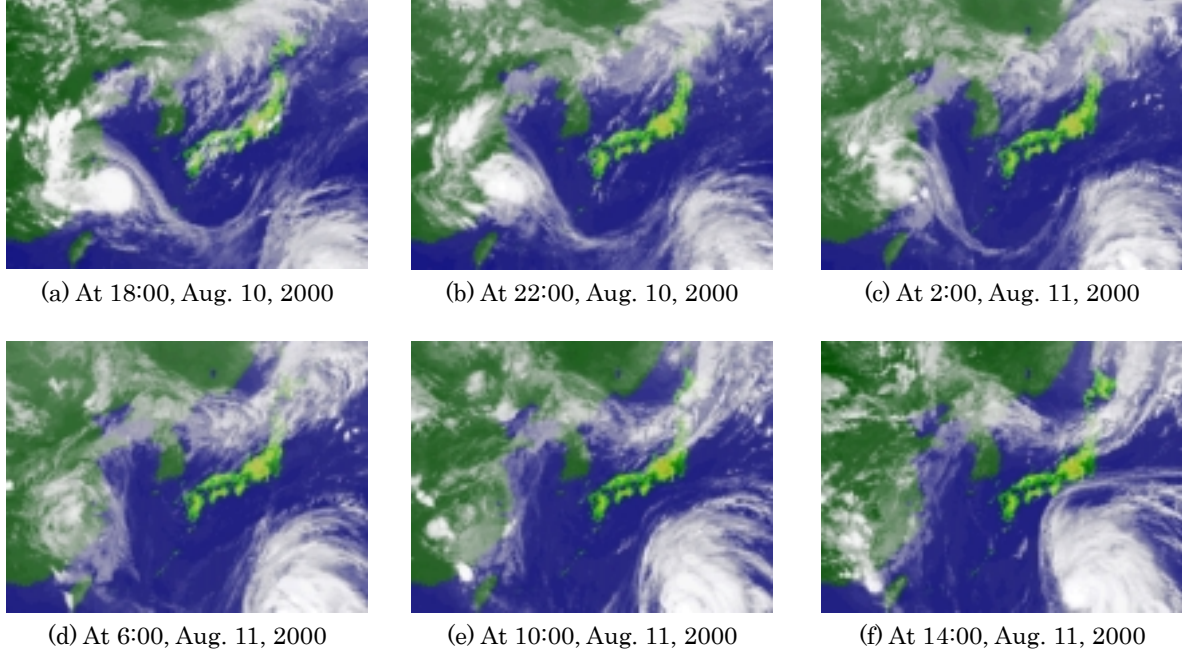 (a) At 18:00, Aug. 10, 2000
(b) At 22:00, Aug. 10, 2000
(c) At 2:00, Aug. 11, 2000
(d) At 6:00, Aug. 11, 2000
(e) At 10:00, Aug. 11, 2000
(f) At 14:00, Aug. 11, 2000